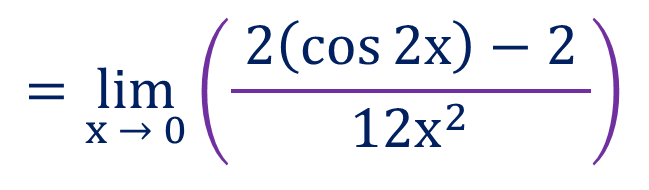 = lim x → 0 ( 2(cos 2x) − 2 / 12x² )